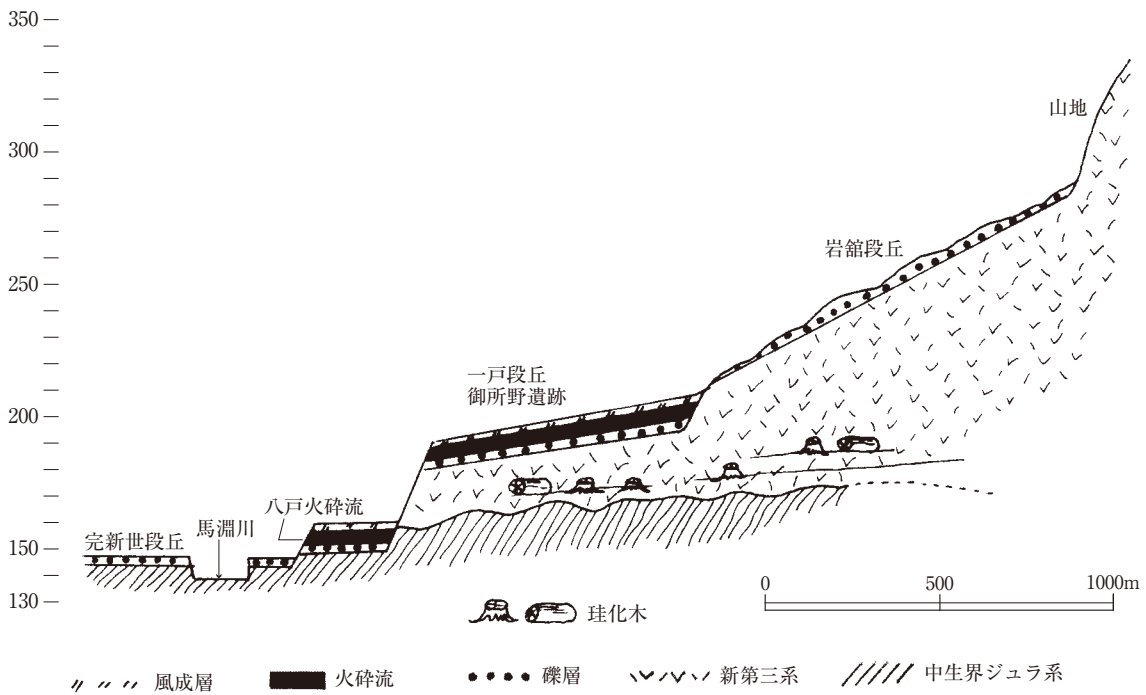 350
300
250
200
150
130
山地
岩舘段丘
一戸段丘
御所野遺跡
八戸火砕流
馬淵川
完新世段丘
0 500 1000m
珪化木
風成層 火砕流 礫層 新第三系 中生界ジュラ系